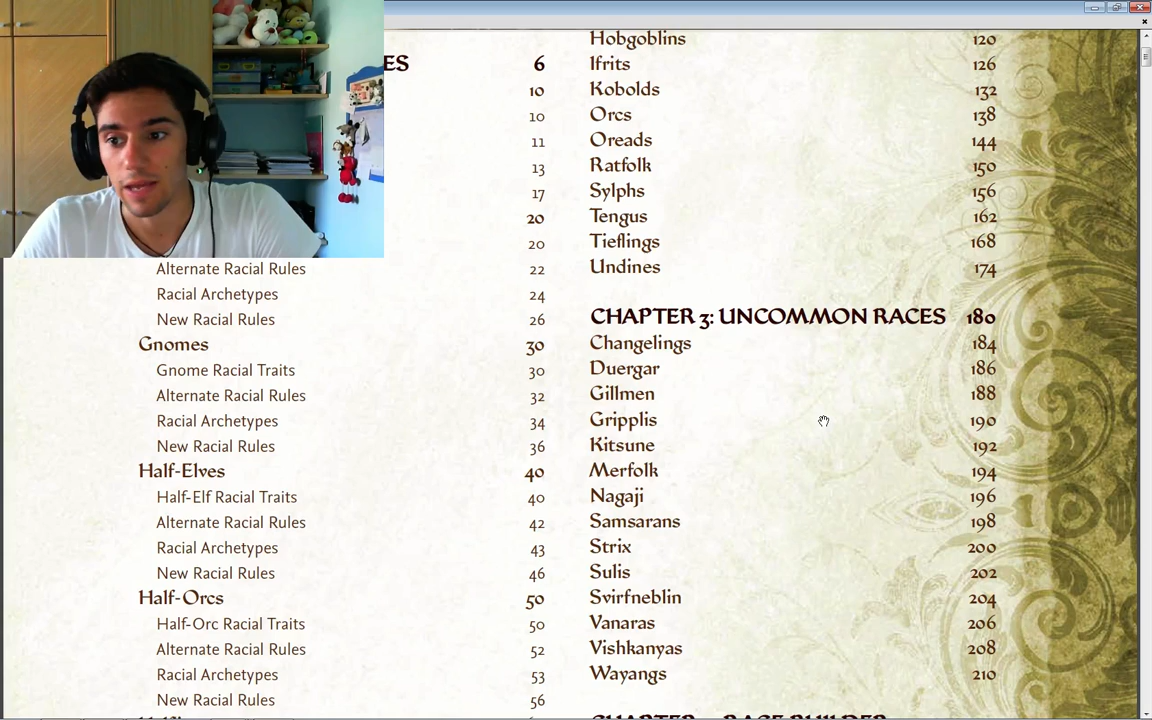 ES 6
10
10
11
13
17
20
20
Alternate Racial Rules 22
Racial Archetypes 24
New Racial Rules 26
Gnomes 30
Gnome Racial Traits 30
Alternate Racial Rules 32
Racial Archetypes 34
New Racial Rules 36
Half-Elves 40
Half-Elf Racial Traits 40
Alternate Racial Rules 42
Racial Archetypes 43
New Racial Rules 46
Half-Orcs 50
Half-Orc Racial Traits 50
Alternate Racial Rules 52
Racial Archetypes 53
New Racial Rules 56
Hobgoblins 120
Ifrits 126
Kobolds 132
Orcs 138
Oreads 144
Ratfolk 150
Sylphs 156
Tengus 162
Tieflings 168
Undines 174
CHAPTER 3: UNCOMMON RACES 180
Changelings 184
Duergar 186
Gillmen 188
Gripplis 190
Kitsune 192
Merfolk 194
Nagaji 196
Samsarans 198
Strix 200
Sulis 202
Svirfneblin 204
Vanaras 206
Vishkanyas 208
Wayangs 210